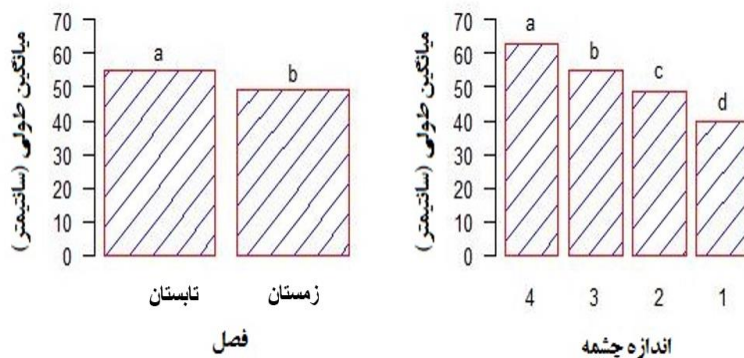 میانگین طولی (سانتیمتر)
70
60
50
40
30
20
10
0
a
b
تابستان
زمستان
فصل
میانگین طولی (سانتیمتر)
70
60
50
40
30
20
10
0
a
b
c
d
4
3
2
1
اندازه چشمه